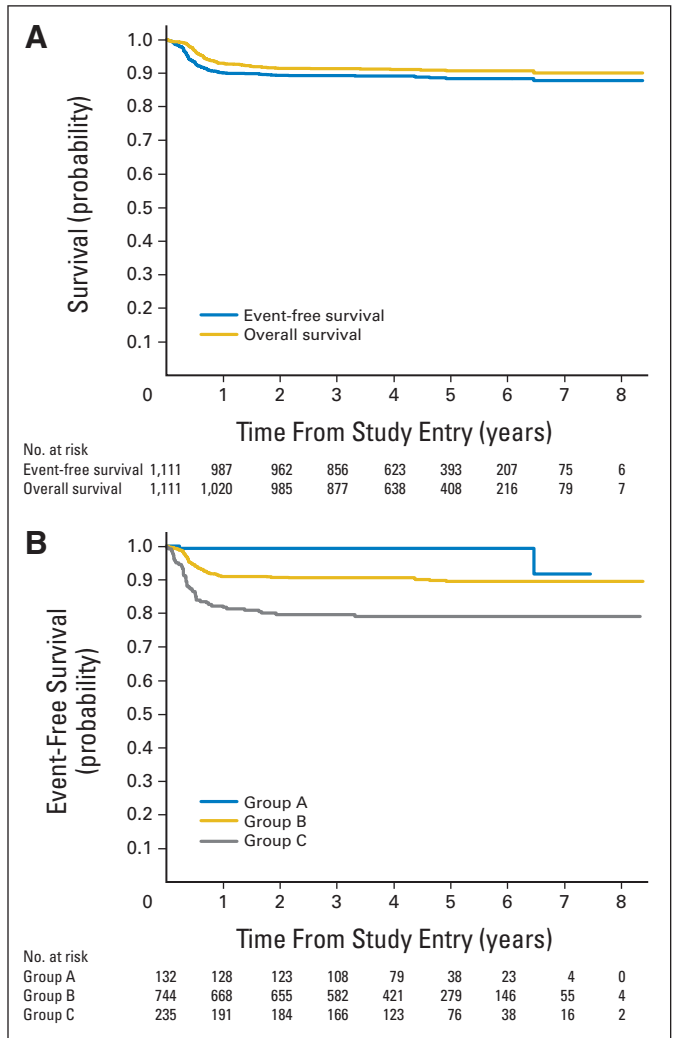 A
Survival (probability)
1.0
0.9
0.8
0.7
0.6
0.5
0.4
0.3
0.2
0.1
Event-free survival
Overall survival
0 1 2 3 4 5 6 7 8
Time From Study Entry (years)
No. at risk
Event-free survival 1,111 987 962 856 623 393 207 75 6
Overall survival 1,111 1,020 985 877 638 408 216 79 7
B
Event-Free Survival
(probability)
1.0
0.9
0.8
0.7
0.6
0.5
0.4
0.3
0.2
0.1
Group A
Group B
Group C
0 1 2 3 4 5 6 7 8
Time From Study Entry (years)
No. at risk
Group A 132 128 123 108 79 38 23 4 0
Group B 744 668 655 582 421 279 146 55 4
Group C 235 191 184 166 123 76 38 16 2